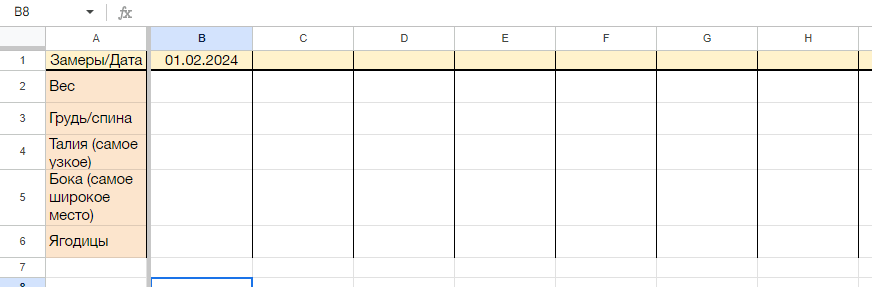 B8 fx
A B C D E F G H
1 Замеры/Дата 01.02.2024
2 Вес
3 Грудь/спина
4 Талия (самое
узкое)
5 Бока (самое
широкое
место)
6 Ягодицы
7
8